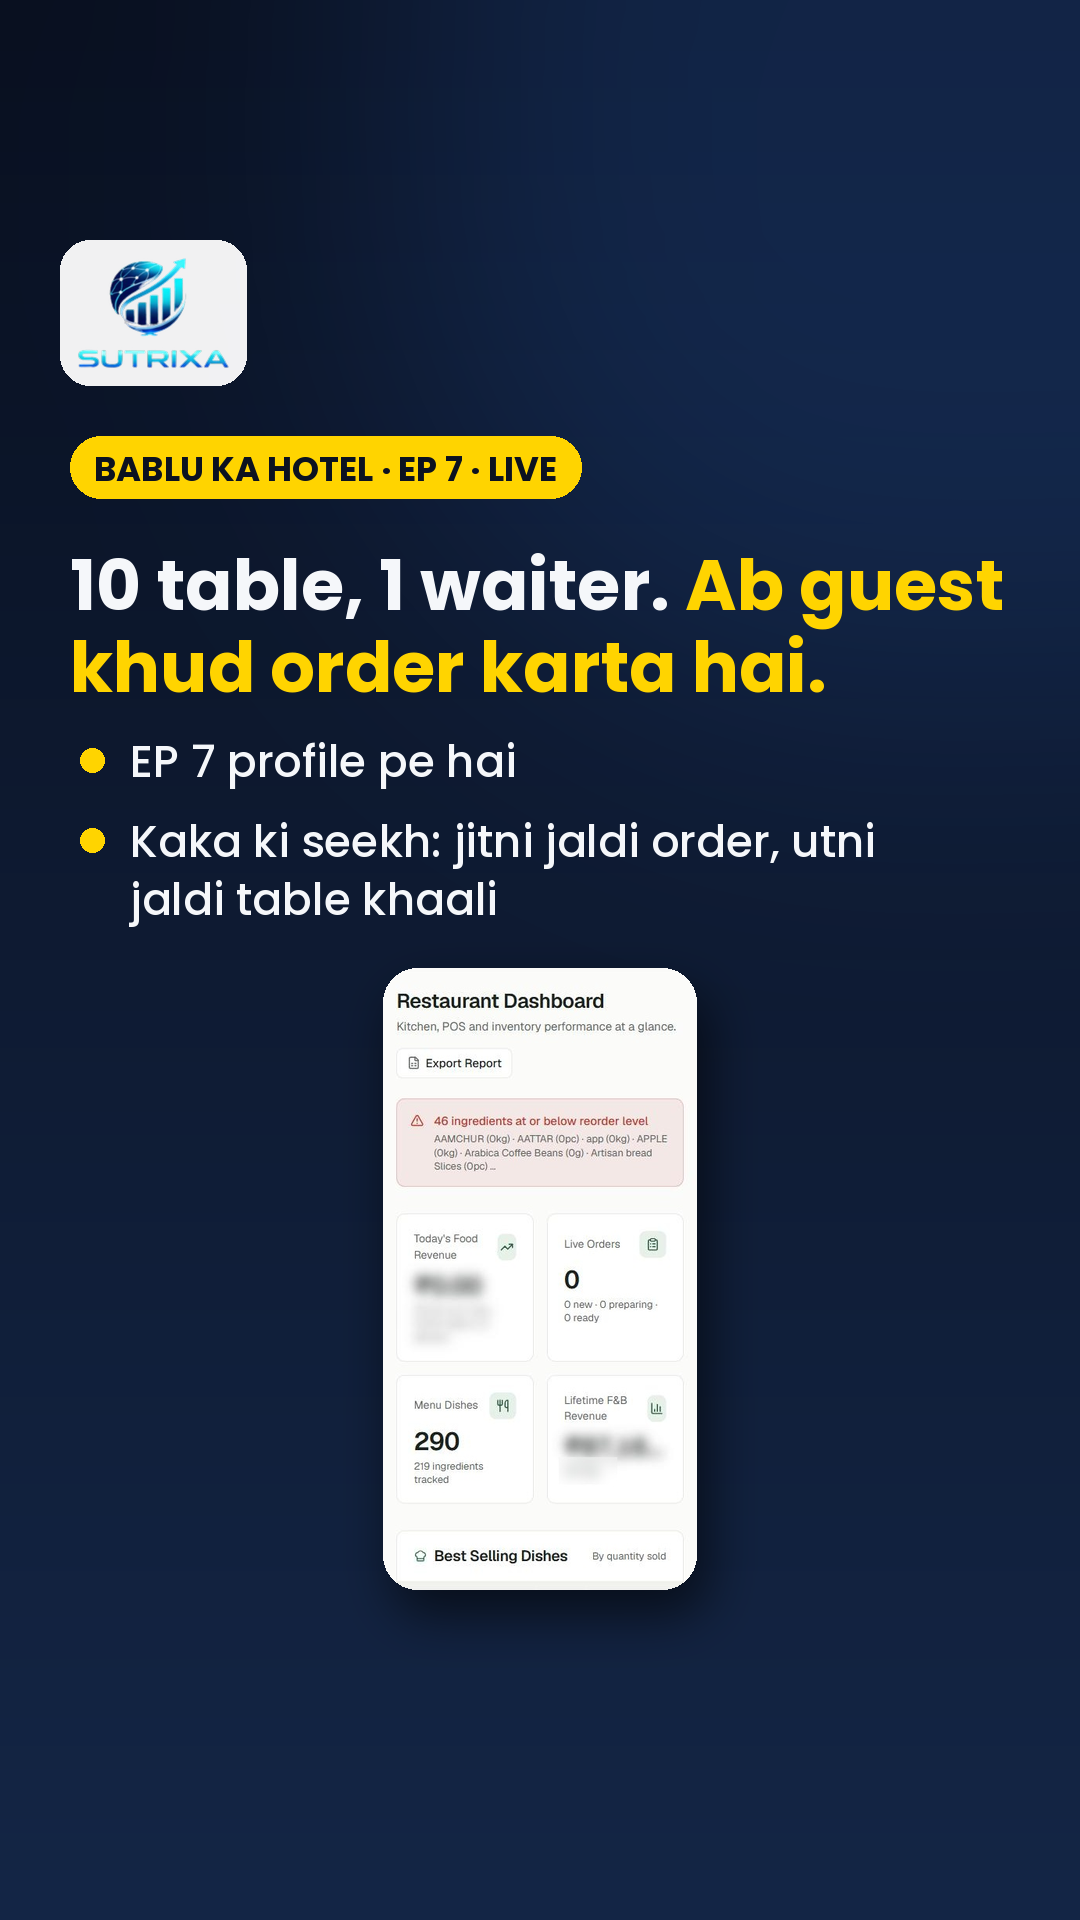 SUTRIXA
BABLU KA HOTEL · EP 7 · LIVE
10 table, 1 waiter. Ab guest
khud order karta hai.
EP 7 profile pe hai
Kaka ki seekh: jitni jaldi order, utni
jaldi table khaali
Restaurant Dashboard
Kitchen, POS and inventory performance at a glance.
Export Report
46 ingredients at or below reorder level
AAMCHUR (0kg) · AATTAR (0pc) · app (0kg) · APPLE
(0kg) · Arabica Coffee Beans (0g) · Artisan bread
Slices (0pc) ...
Today's Food
Revenue
Live Orders
0
0 new · 0 preparing ·
0 ready
Menu Dishes
290
219 ingredients
tracked
Lifetime F&B
Revenue
Best Selling Dishes
By quantity sold